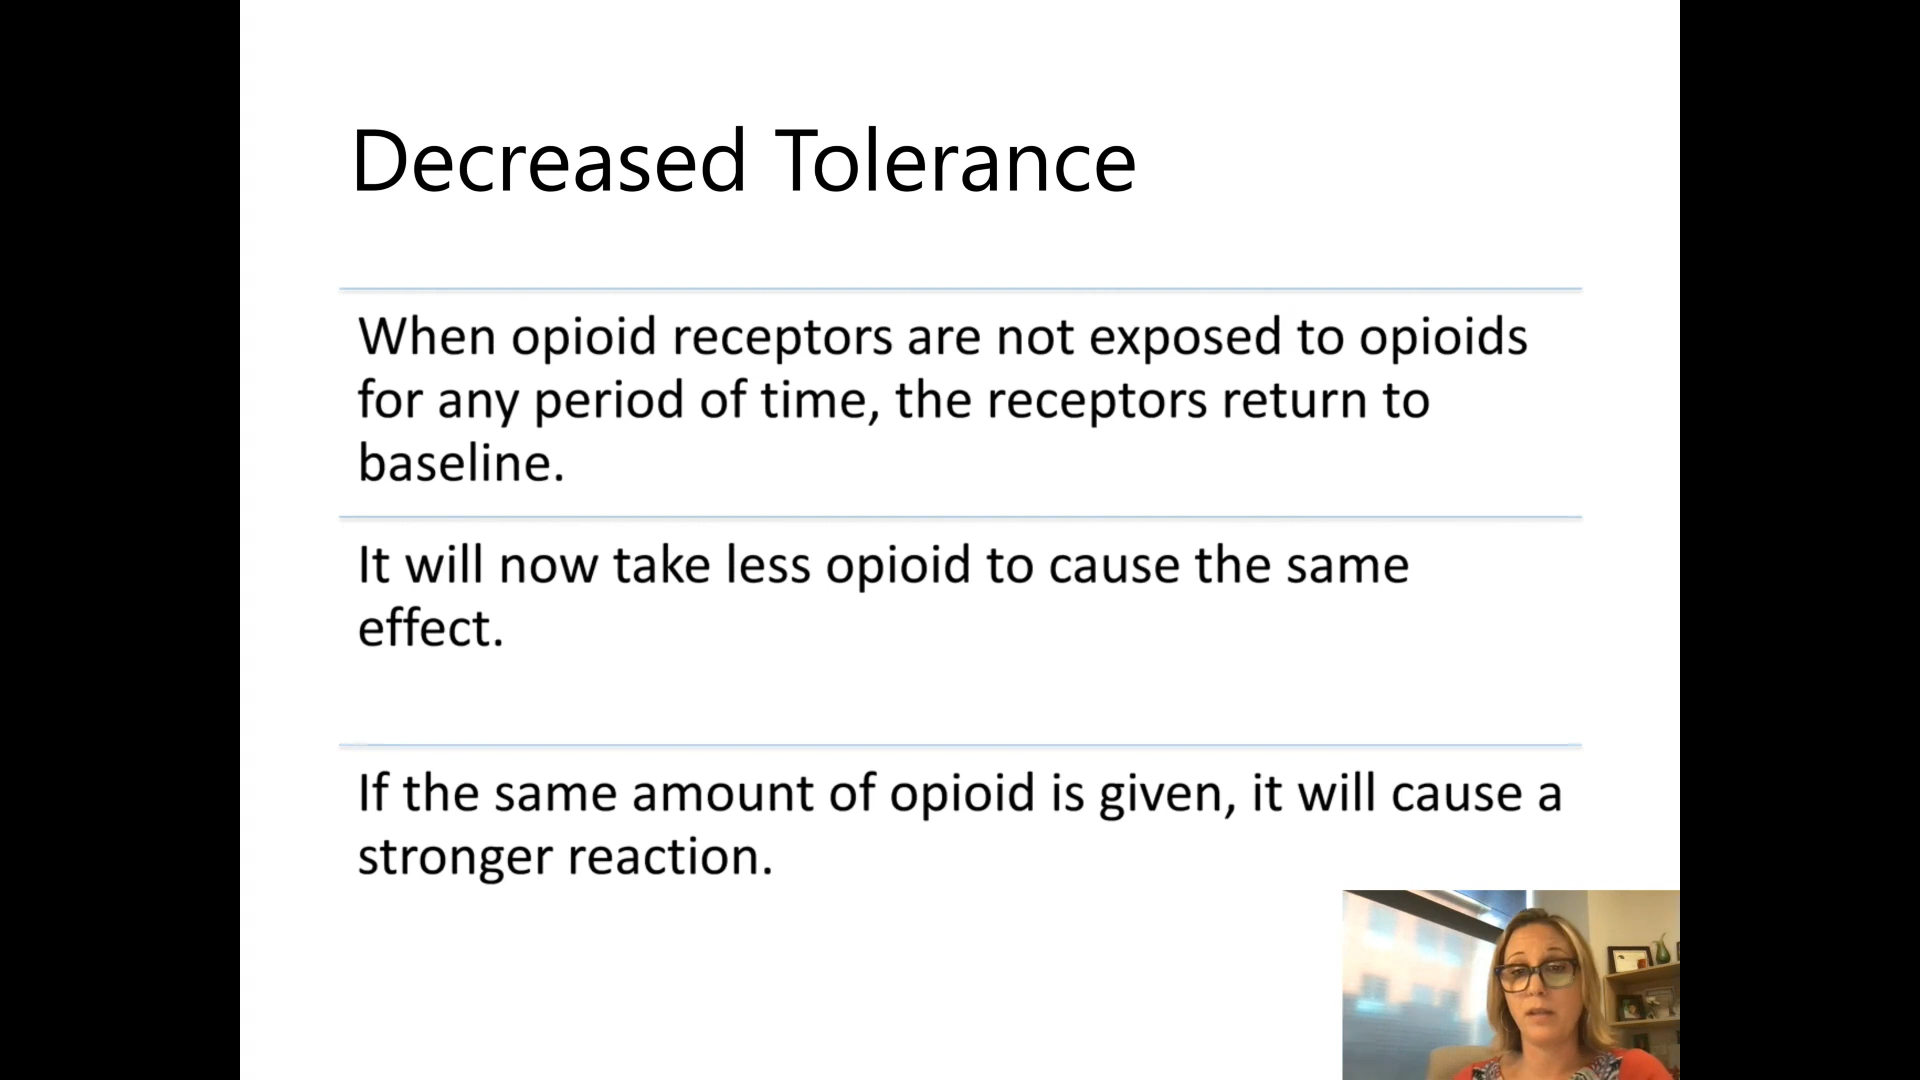 Decreased Tolerance
When opioid receptors are not exposed to opioids
for any period of time, the receptors return to
baseline.
It will now take less opioid to cause the same
effect.
If the same amount of opioid is given, it will cause a
stronger reaction.